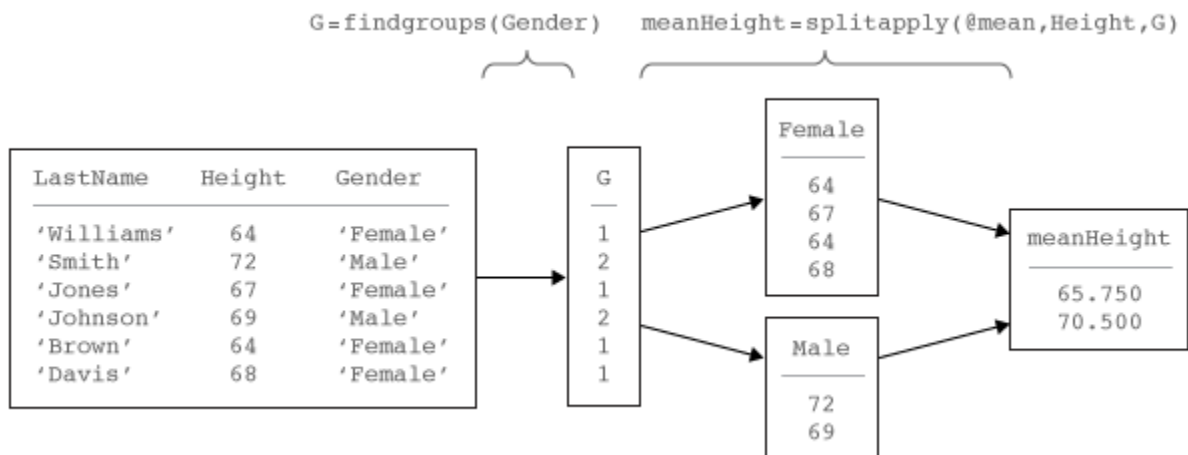 G=findgroups(Gender) meanHeight=splitapply(@mean,Height,G)
LastName Height Gender
‘Williams’ 64 ‘Female’
‘Smith’ 72 ‘Male’
‘Jones’ 67 ‘Female’
‘Johnson’ 69 ‘Male’
‘Brown’ 64 ‘Female’
‘Davis’ 68 ‘Female’
G
1
2
1
2
1
1
Female
64
67
64
68
Male
72
69
meanHeight
65.750
70.500